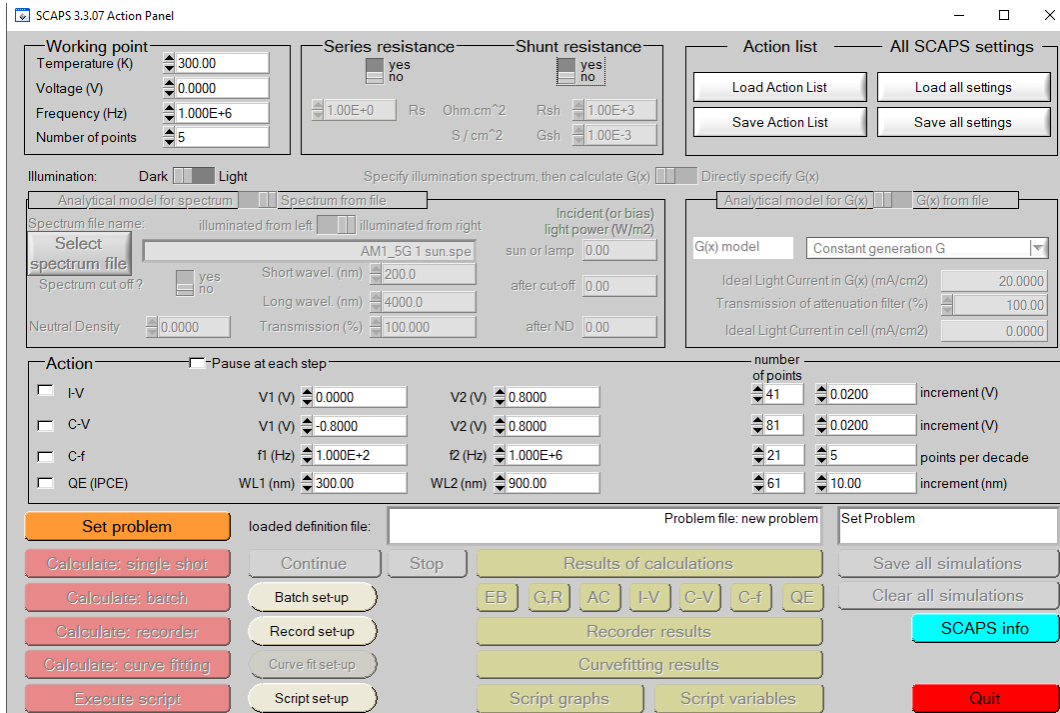 SCAPS 3.3.07 Action Panel
Working point
Temperature (K) 300.00
Voltage (V) 0.0000
Frequency (Hz) 1.000E+6
Number of points 5
Series resistance
yes
no
1.00E+0 Rs Ohm.cm^2
S / cm^2
Shunt resistance
yes
no
Rsh 1.00E+3
Gsh 1.00E-3
Action list
Load Action List
Save Action List
All SCAPS settings
Load all settings
Save all settings
Illumination: Dark Light
Specify illumination spectrum, then calculate G(x) Directly specify G(x)
Analytical model for spectrum Spectrum from file
Spectrum file name: illuminated from left illuminated from right
Select
spectrum file
AM1_5G 1 sun.spe
Spectrum cut off ? yes
no
Short wavel. (nm) 200.0
Long wavel. (nm) 4000.0
Neutral Density 0.0000
Transmission (%) 100.000
Incident (or bias)
light power (W/m2)
sun or lamp 0.00
after cut-off 0.00
after ND 0.00
Analytical model for G(x) G(x) from file
G(x) model Constant generation G
Ideal Light Current in G(x) (mA/cm2) 20.0000
Transmission of attenuation filter (%) 100.00
Ideal Light Current in cell (mA/cm2) 0.0000
Action Pause at each step
number
of points
I-V V1 (V) 0.0000 V2 (V) 0.8000 41 0.0200 increment (V)
C-V V1 (V) -0.8000 V2 (V) 0.8000 81 0.0200 increment (V)
C-f f1 (Hz) 1.000E+2 f2 (Hz) 1.000E+6 21 5 points per decade
QE (IPCE) WL1 (nm) 300.00 WL2 (nm) 900.00 61 10.00 increment (nm)
Set problem loaded definition file: Problem file: new problem Set Problem
Calculate: single shot Continue Stop Results of calculations Save all simulations
Calculate: batch Batch set-up EB G,R AC I-V C-V C-f QE Clear all simulations
Calculate: recorder Record set-up Recorder results SCAPS info
Calculate: curve fitting Curve fit set-up Curvefitting results
Execute script Script set-up Script graphs Script variables Quit